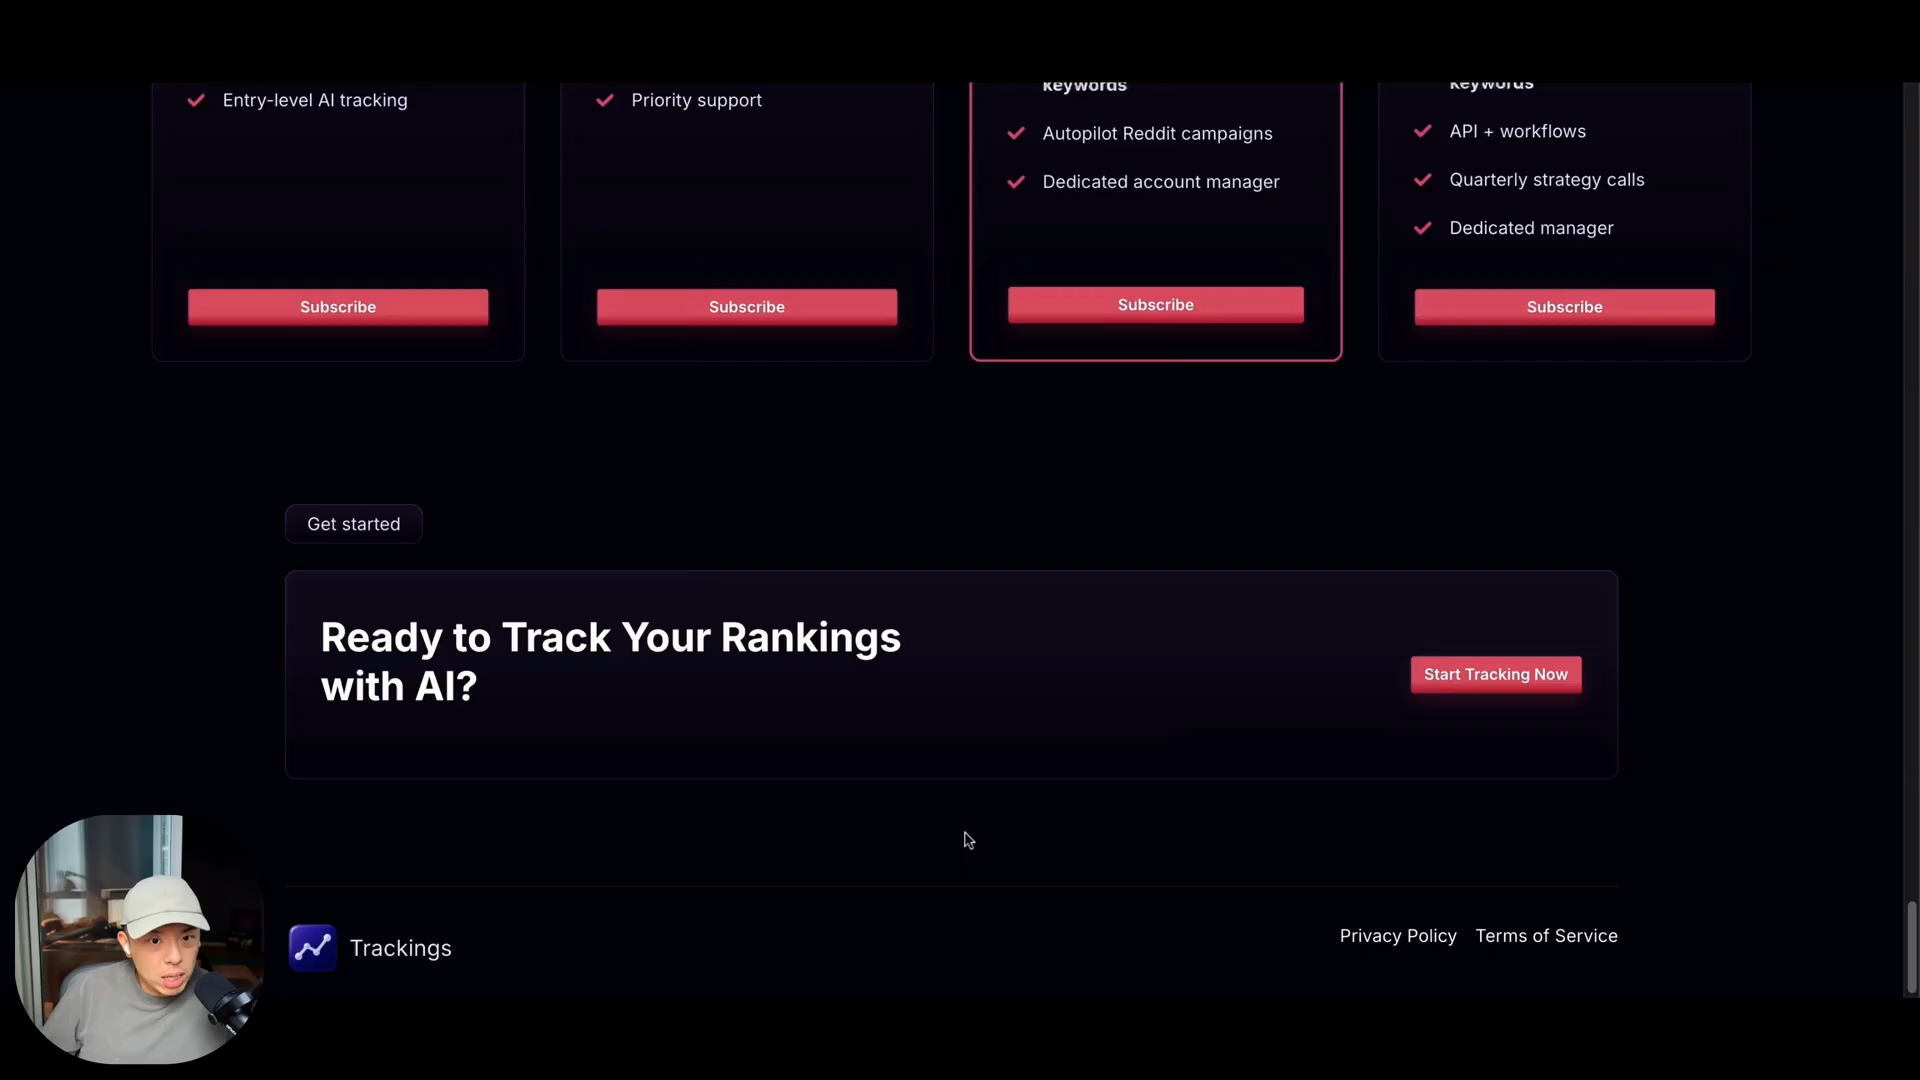 Entry-level AI tracking
Subscribe
Priority support
Subscribe
keywords
Autopilot Reddit campaigns
Dedicated account manager
Subscribe
keywords
API + workflows
Quarterly strategy calls
Dedicated manager
Subscribe
Get started
Ready to Track Your Rankings
with AI?
Start Tracking Now
Trackings
Privacy Policy
Terms of Service